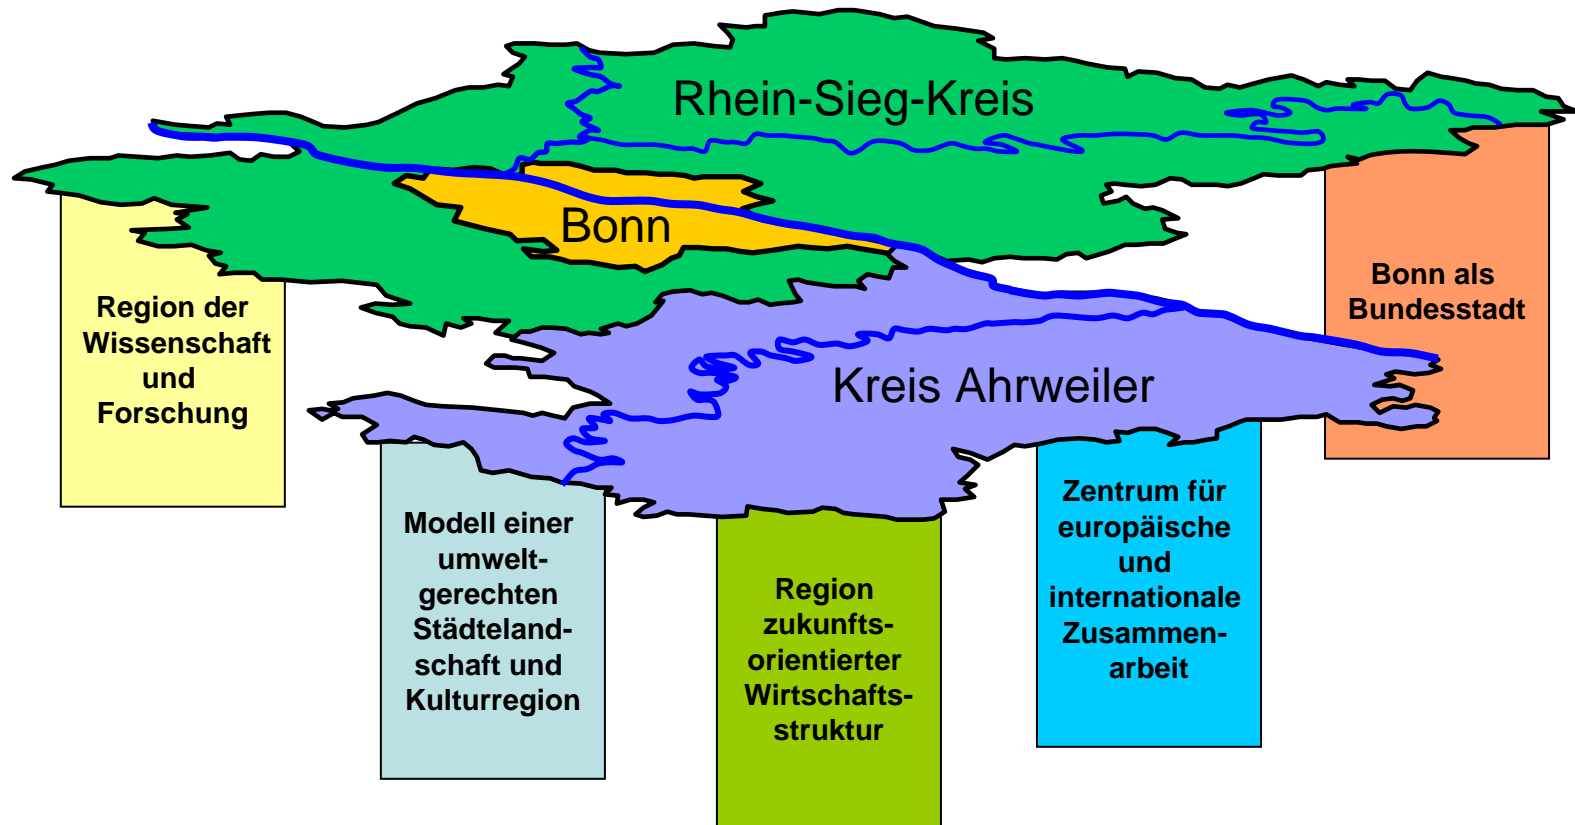 Rhein-Sieg-Kreis
Bonn
Kreis Ahrweiler
Region der
Wissenschaft
und
Forschung
Modell einer
umwelt-
gerechten
Städteland-
schaft und
Kulturregion
Region
zukunfts-
orientierter
Wirtschafts-
struktur
Zentrum für
europäische
und
internationale
Zusammen-
arbeit
Bonn als
Bundesstadt